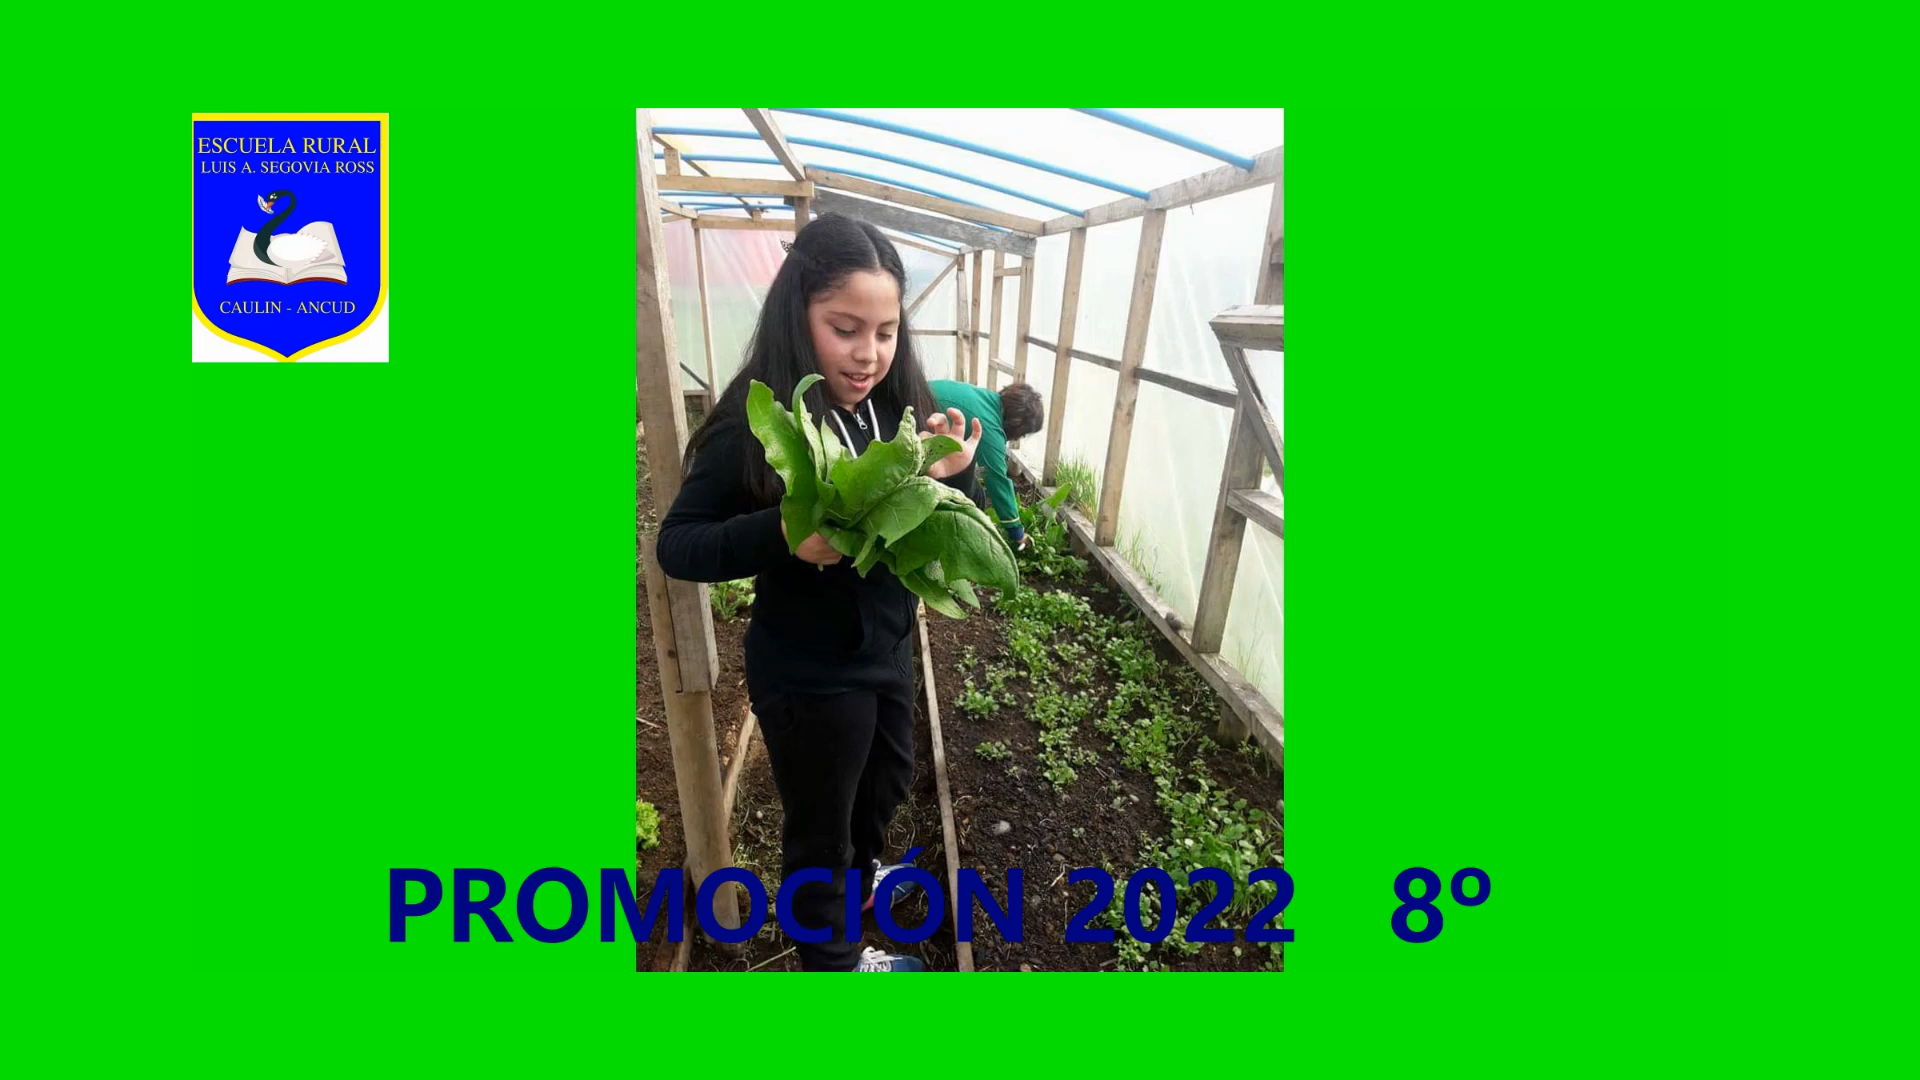 ESCUELA RURAL
LUIS A. SEGOVIA ROSS
CAULIN - ANCUD
PROMOCIÓN 2022 8º